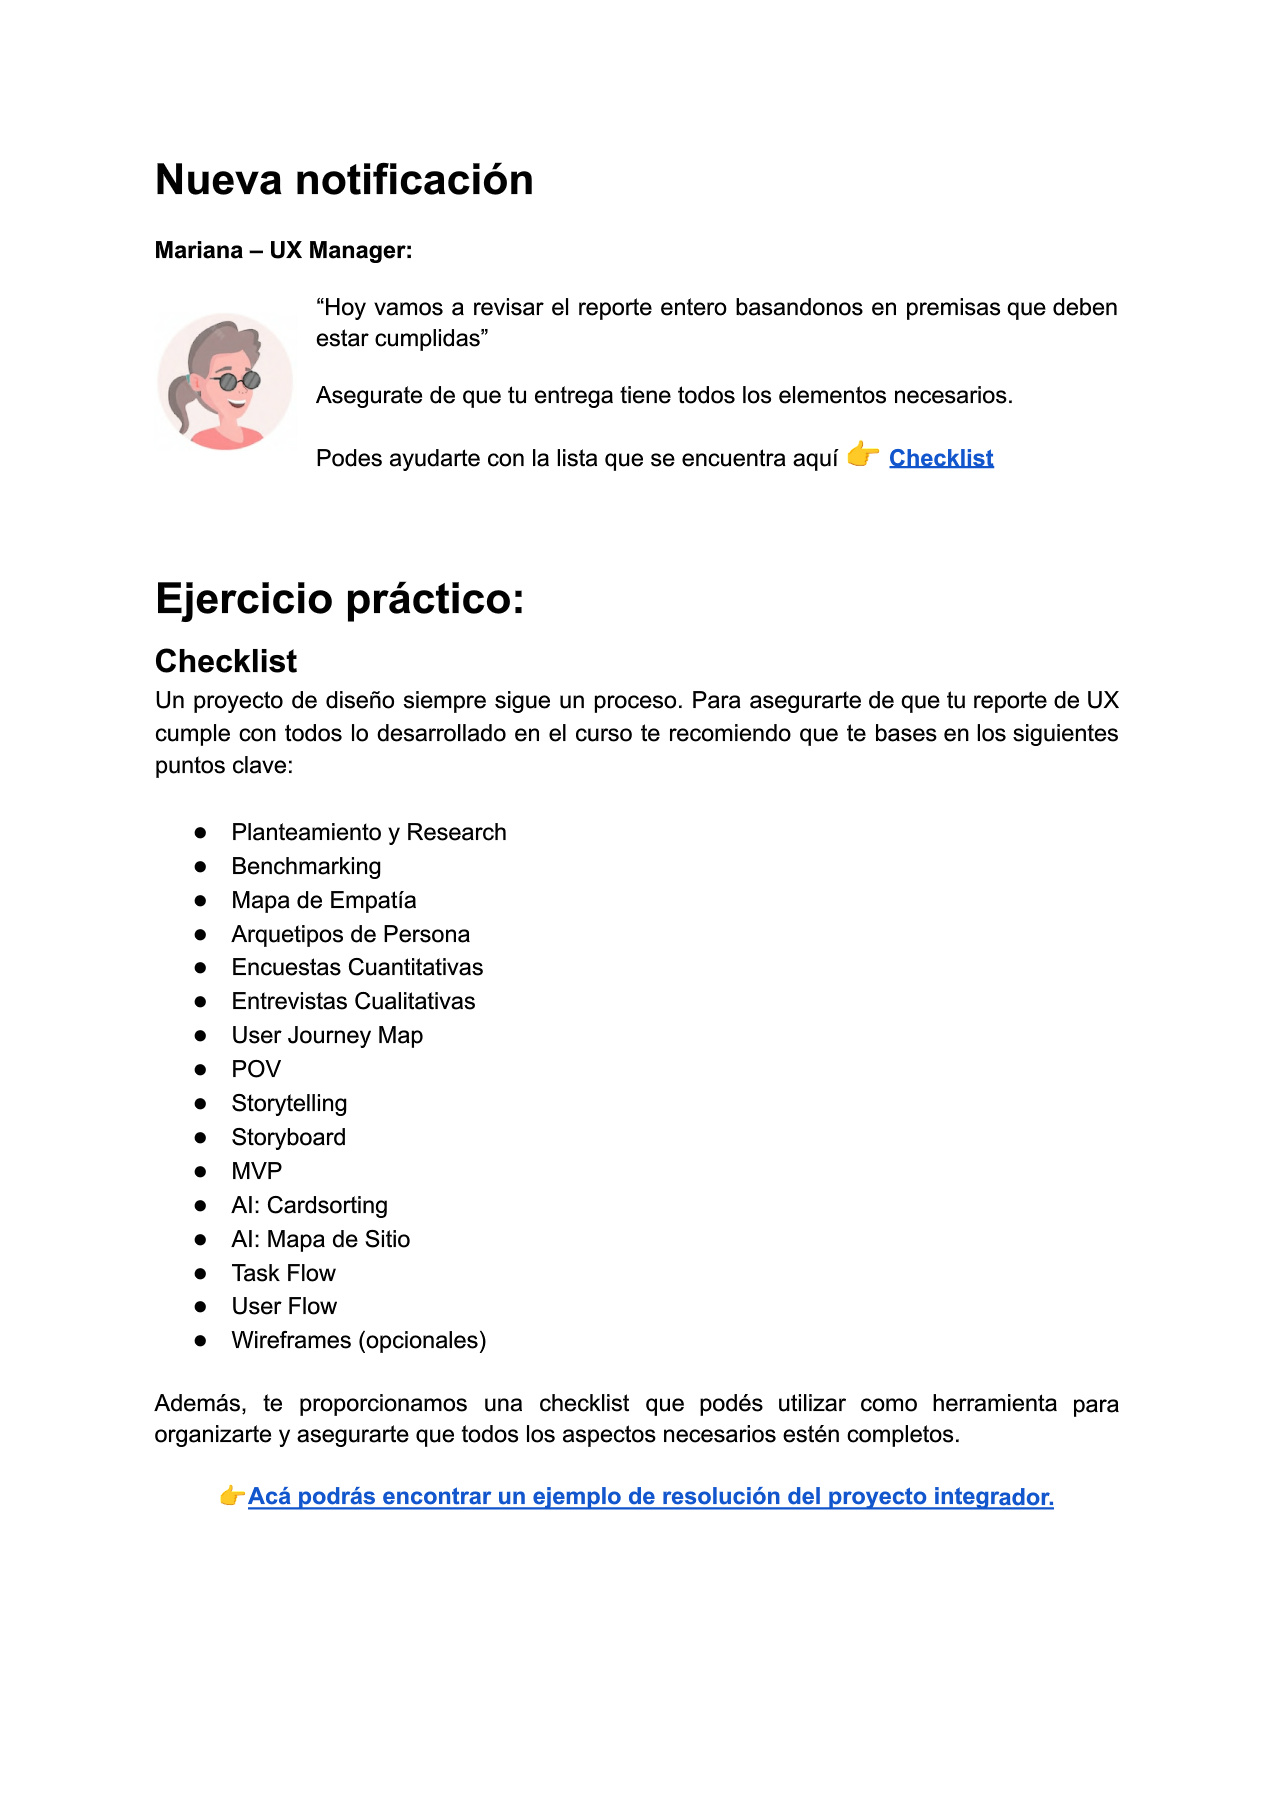 Nueva notificación
Mariana – UX Manager:
“Hoy vamos a revisar el reporte entero basandonos en premisas que deben
estar cumplidas”
Asegurate de que tu entrega tiene todos los elementos necesarios.
Podes ayudarte con la lista que se encuentra aquí 👉 Checklist
Ejercicio práctico:
Checklist
Un proyecto de diseño siempre sigue un proceso. Para asegurarte de que tu reporte de UX
cumple con todos lo desarrollado en el curso te recomiendo que te bases en los siguientes
puntos clave:
● Planteamiento y Research
● Benchmarking
● Mapa de Empatía
● Arquetipos de Persona
● Encuestas Cuantitativas
● Entrevistas Cualitativas
● User Journey Map
● POV
● Storytelling
● Storyboard
● MVP
● AI: Cardsorting
● AI: Mapa de Sitio
● Task Flow
● User Flow
● Wireframes (opcionales)
Además, te proporcionamos una checklist que podés utilizar como herramienta para
organizarte y asegurarte que todos los aspectos necesarios estén completos.
👉Acá podrás encontrar un ejemplo de resolución del proyecto integrador.